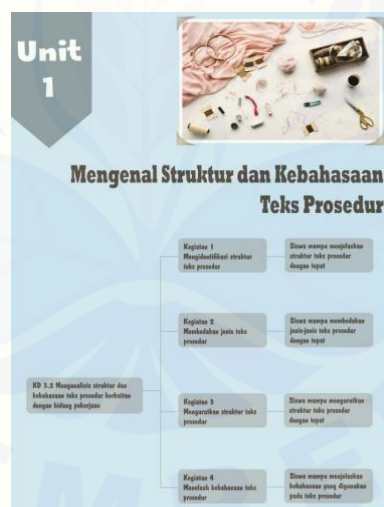 Unit
1
Mengenal Struktur dan Kebahasaan
Teks Prosedur
Kegiatan 1
Mengidentifikasi struktur
teks prosedur
Siswa mampu menjelaskan
struktur teks prosedur
dengan tepat
Kegiatan 2
Membedakan jenis teks
prosedur
Siswa mampu membedakan
jenis-jenis teks prosedur
dengan tepat
KD 3.2 Menganalisis struktur dan
kebahasaan teks prosedur berkaitan
dengan bidang pekerjaan
Kegiatan 3
Mengurutkan struktur teks
prosedur
Siswa mampu mengurutkan
struktur teks prosedur
dengan tepat
Kegiatan 4
Menelaah kebahasaan teks
prosedur
Siswa mampu menjelaskan
kebahasaan yang digunakan
pada teks prosedur